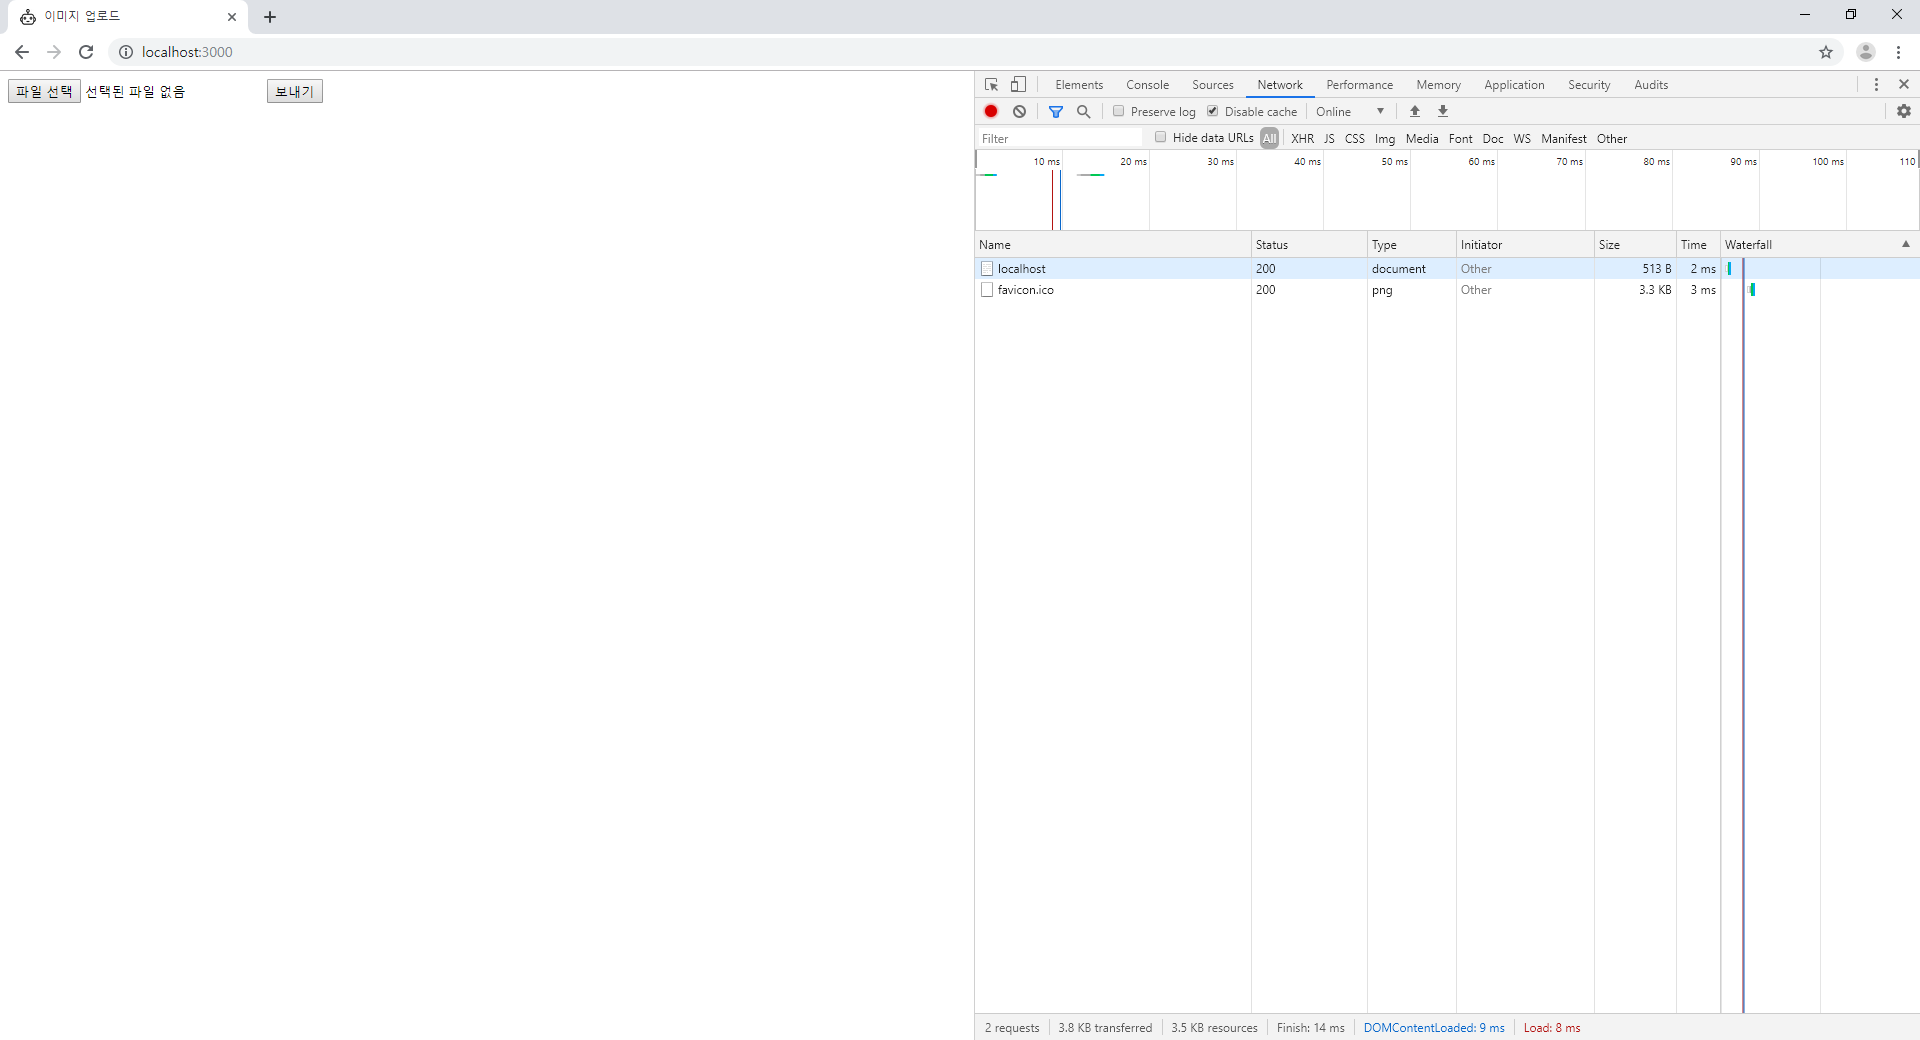 이미지 업로드
localhost:3000
파일 선택 선택된 파일 없음 보내기
Elements Console Sources Network Performance Memory Application Security Audits
Preserve log Disable cache Online
Filter Hide data URLs All XHR JS CSS Img Media Font Doc WS Manifest Other
10 ms 20 ms 30 ms 40 ms 50 ms 60 ms 70 ms 80 ms 90 ms 100 ms 110
Name Status Type Initiator Size Time Waterfall
localhost 200 document Other 513 B 2 ms
favicon.ico 200 png Other 3.3 KB 3 ms
2 requests 3.8 KB transferred 3.5 KB resources Finish: 14 ms DOMContentLoaded: 9 ms Load: 8 ms